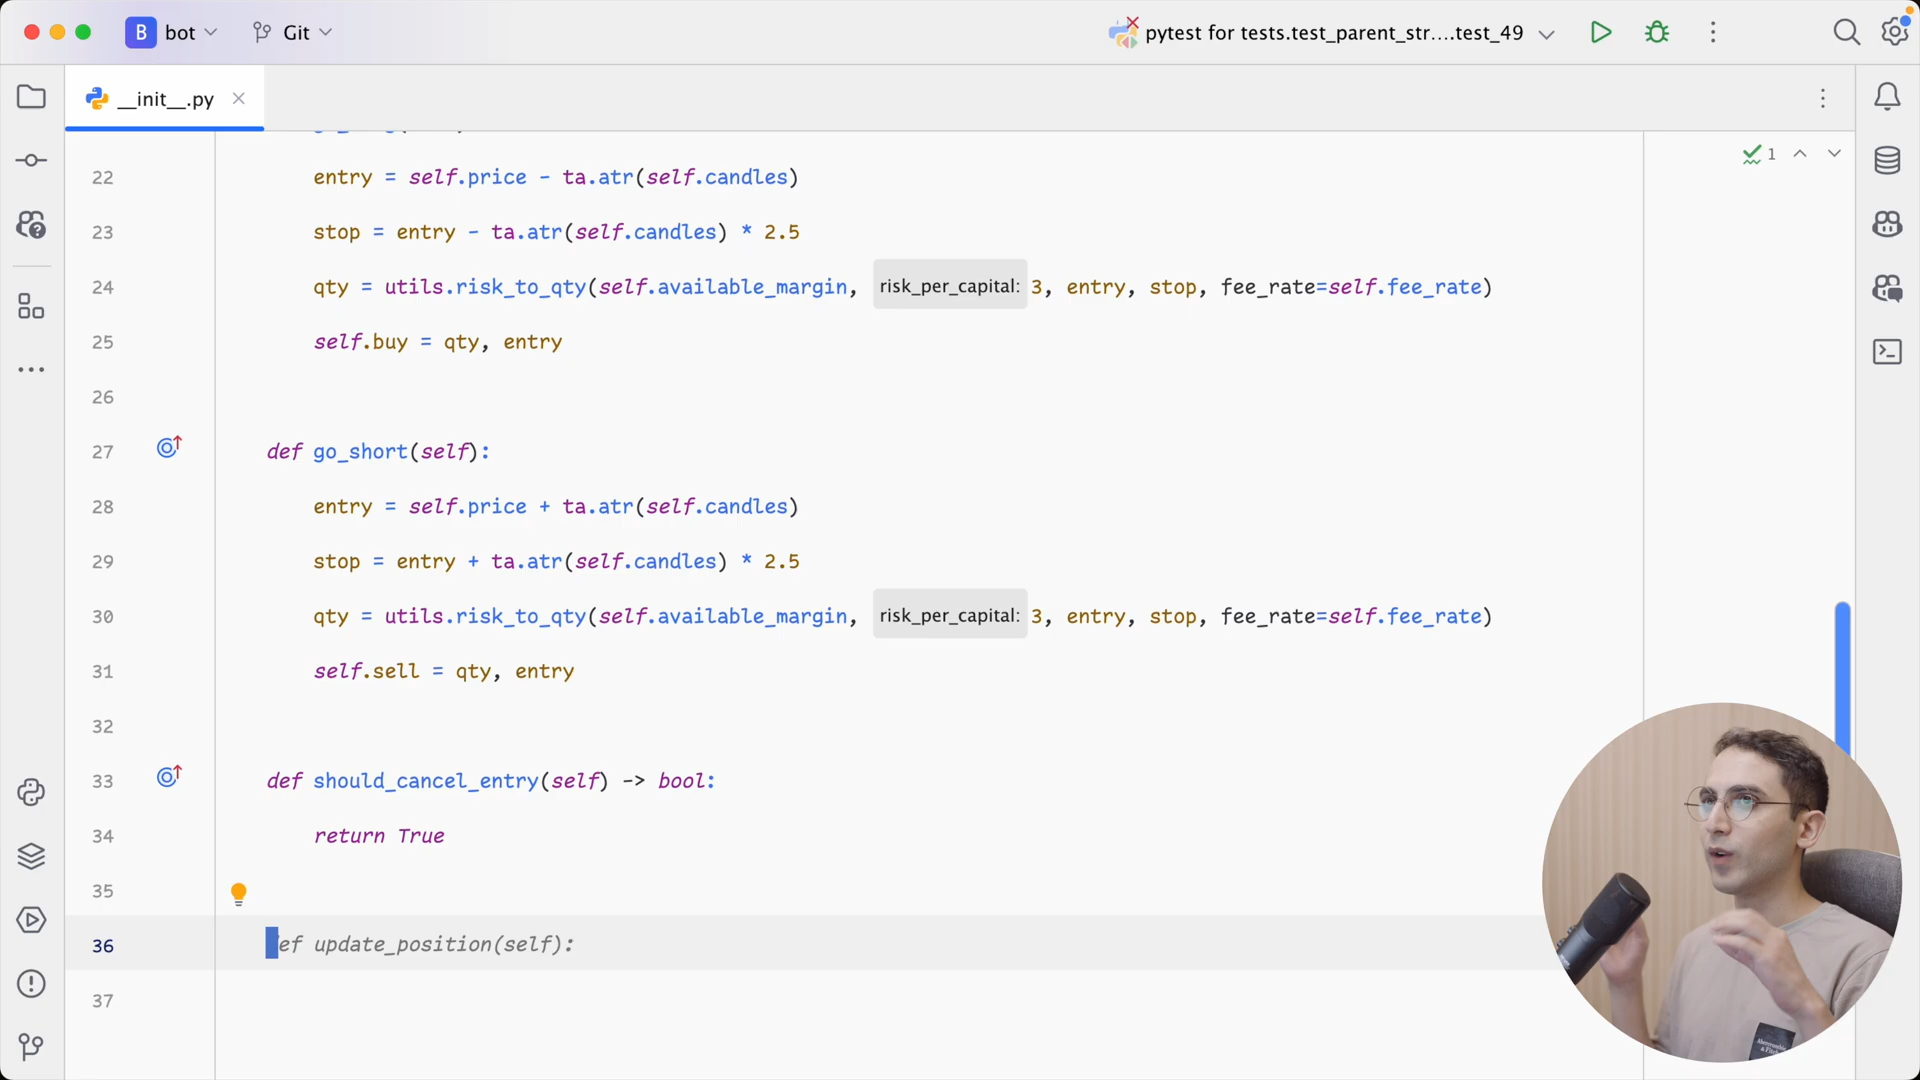 B bot
Git
pytest for tests.test_parent_str....test_49
__init__.py
1
22 entry = self.price - ta.atr(self.candles)
23 stop = entry - ta.atr(self.candles) * 2.5
24 qty = utils.risk_to_qty(self.available_margin, risk_per_capital: 3, entry, stop, fee_rate=self.fee_rate)
25 self.buy = qty, entry
26
27 def go_short(self):
28 entry = self.price + ta.atr(self.candles)
29 stop = entry + ta.atr(self.candles) * 2.5
30 qty = utils.risk_to_qty(self.available_margin, risk_per_capital: 3, entry, stop, fee_rate=self.fee_rate)
31 self.sell = qty, entry
32
33 def should_cancel_entry(self) -> bool:
34 return True
35
36 def update_position(self):
37